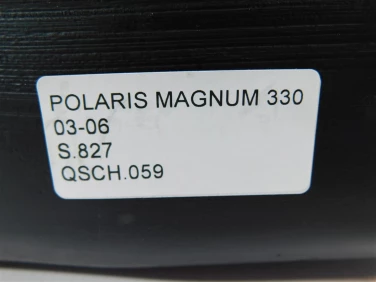 POLARIS MAGNUM 330
03-06
S.827
QSCH.059